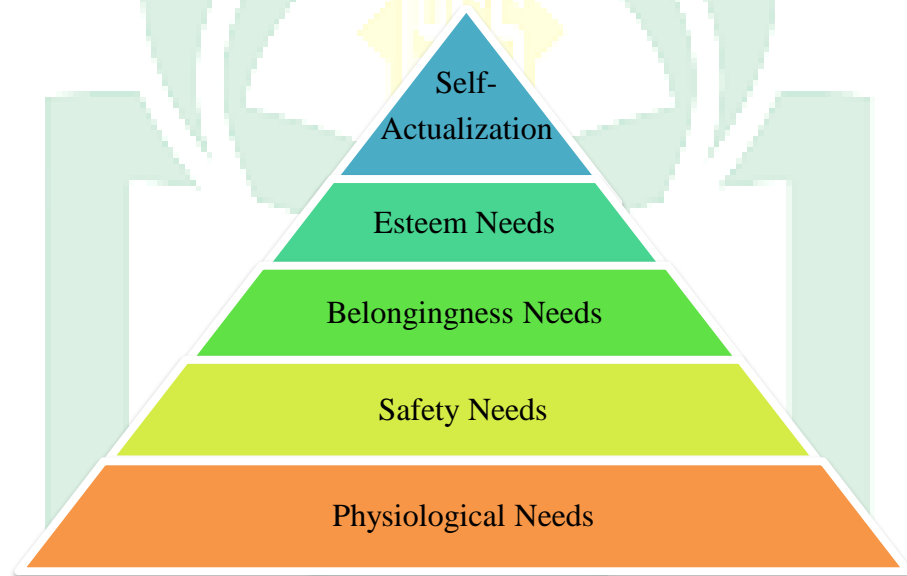 Self-
Actualization
Esteem Needs
Belongingness Needs
Safety Needs
Physiological Needs